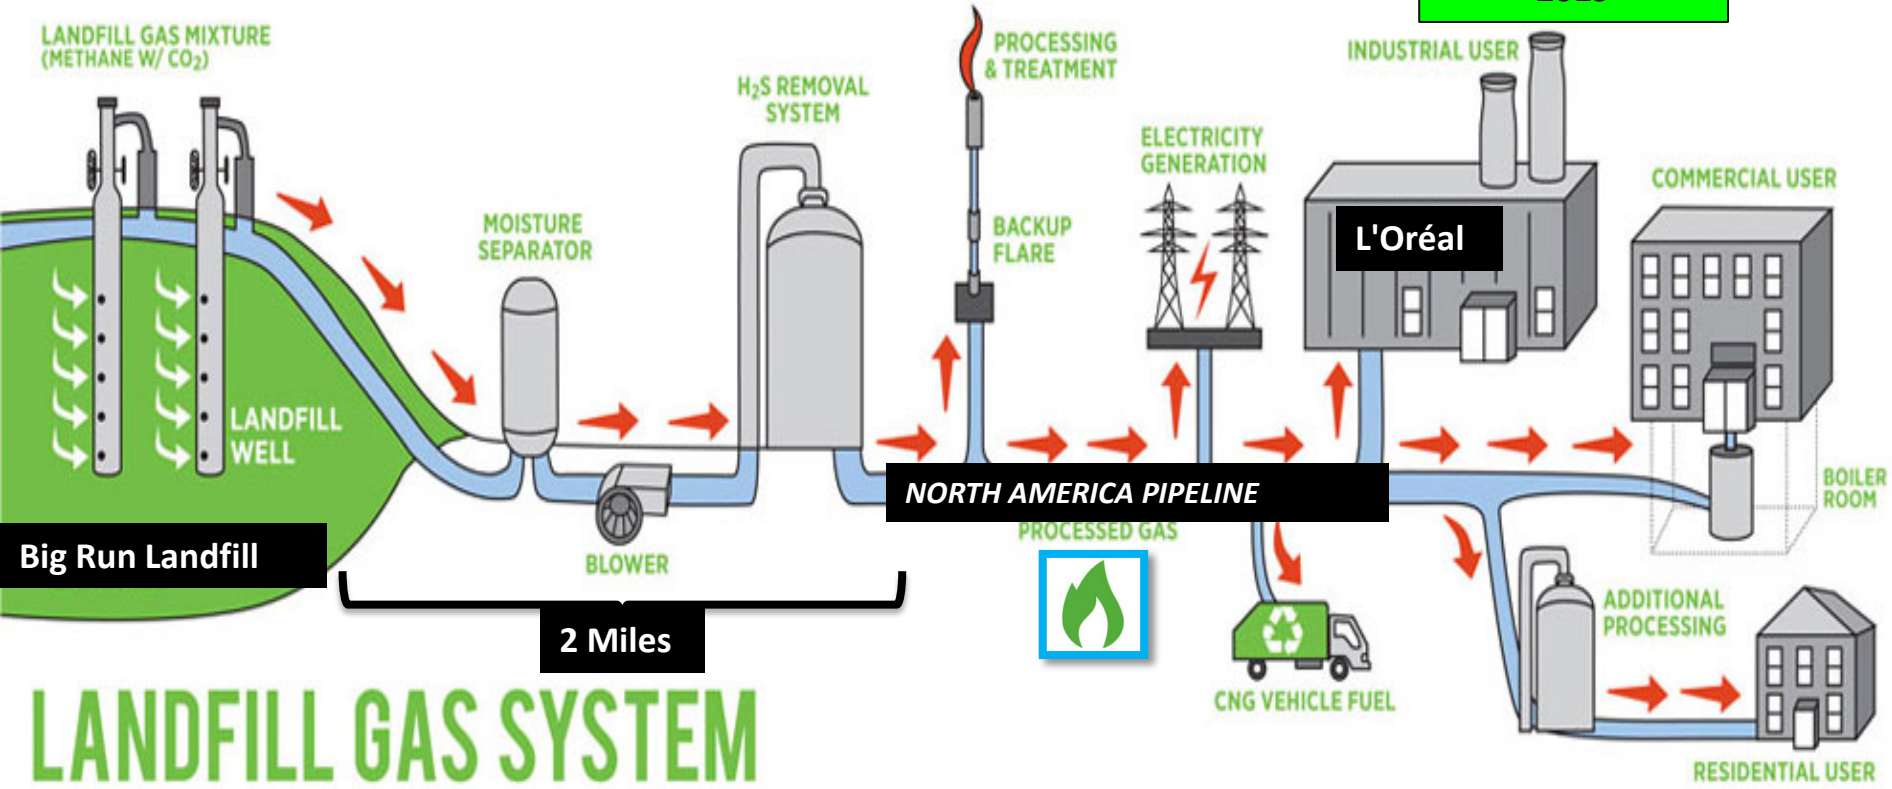 LANDFILL GAS MIXTURE
(METHANE W/ CO₂)
PROCESSING
& TREATMENT
INDUSTRIAL USER
H₂S REMOVAL
SYSTEM
ELECTRICITY
GENERATION
COMMERCIAL USER
MOISTURE
SEPARATOR
BACKUP
FLARE
L'Oréal
LANDFILL
WELL
NORTH AMERICA PIPELINE
BOILER
ROOM
PROCESSED GAS
Big Run Landfill
BLOWER
2 Miles
ADDITIONAL
PROCESSING
CNG VEHICLE FUEL
LANDFILL GAS SYSTEM
RESIDENTIAL USER